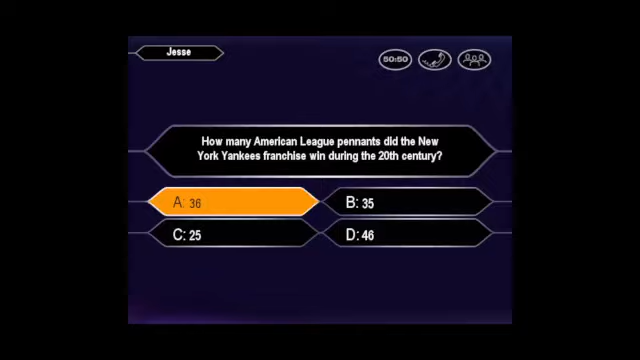 Jesse
50:50
How many American League pennants did the New
York Yankees franchise win during the 20th century?
A: 36
B: 35
C: 25
D: 46